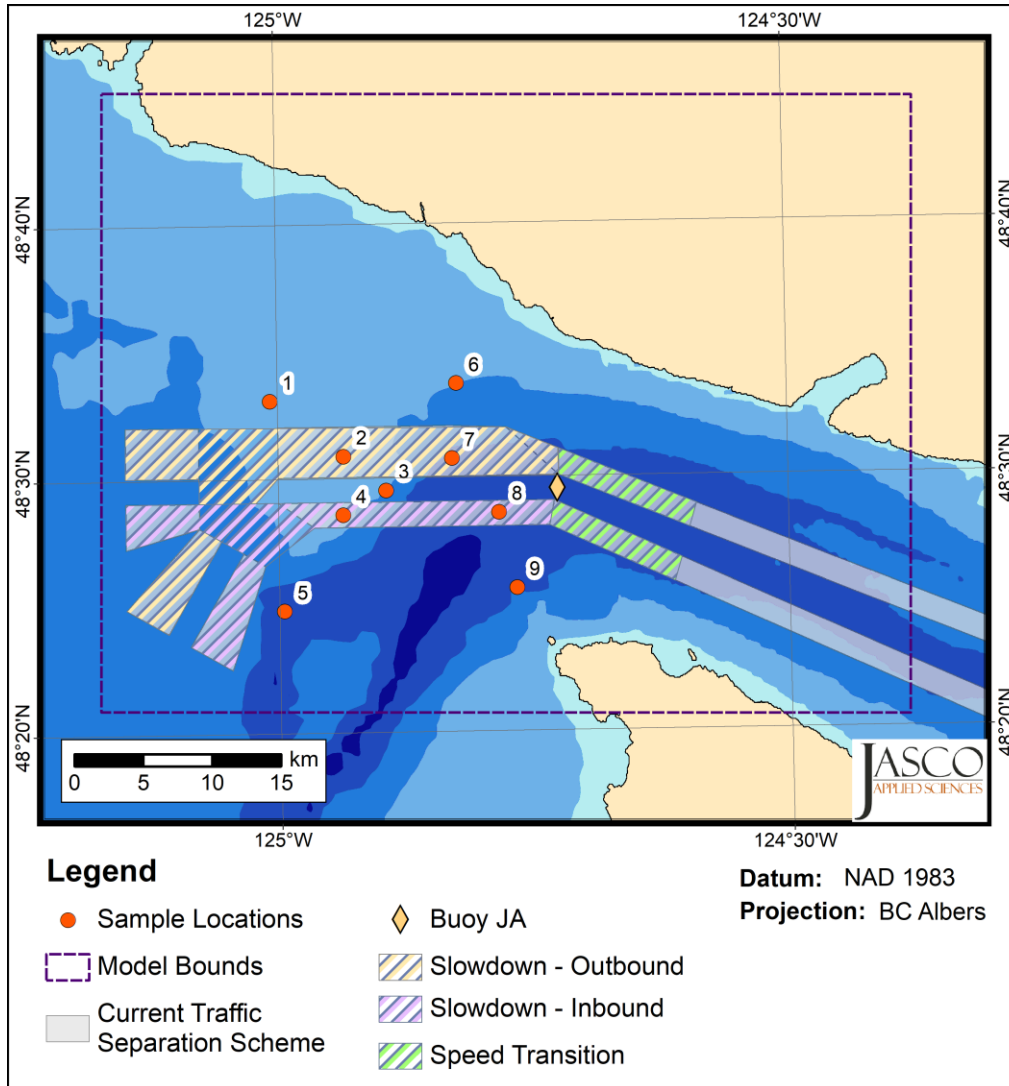 125°W
124°30'W
48°40'N
48°40'N
1
6
2
7
3
48°30'N
48°30'N
4
8
9
5
48°20'N
48°20'N
km
0 5 10 15
JASCO
APPLIED SCIENCES
125°W
124°30'W
Legend
Sample Locations
Model Bounds
Current Traffic
Separation Scheme
Buoy JA
Slowdown - Outbound
Slowdown - Inbound
Speed Transition
Datum: NAD 1983
Projection: BC Albers